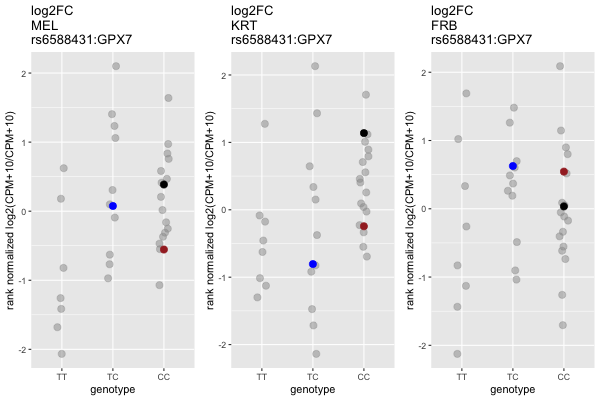 log2FC
MEL
rs6588431:GPX7
rank normalized log2(CPM+10/CPM+10)
2
1
0
-1
-2
TT TC CC
genotype
log2FC
KRT
rs6588431:GPX7
rank normalized log2(CPM+10/CPM+10)
2
1
0
-1
-2
TT TC CC
genotype
log2FC
FRB
rs6588431:GPX7
rank normalized log2(CPM+10/CPM+10)
2
1
0
-1
-2
TT TC CC
genotype